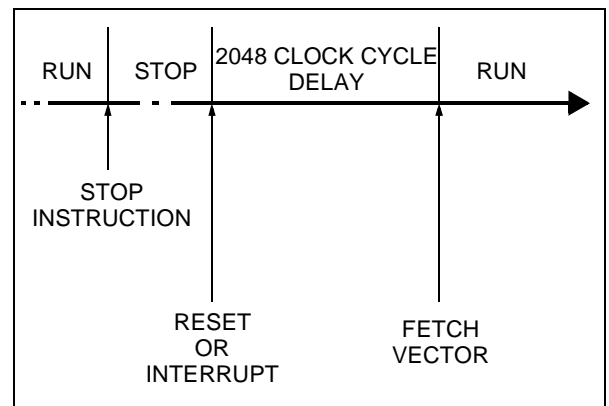 RUN
STOP
2048 CLOCK CYCLE
DELAY
RUN
STOP
INSTRUCTION
RESET
OR
INTERRUPT
FETCH
VECTOR